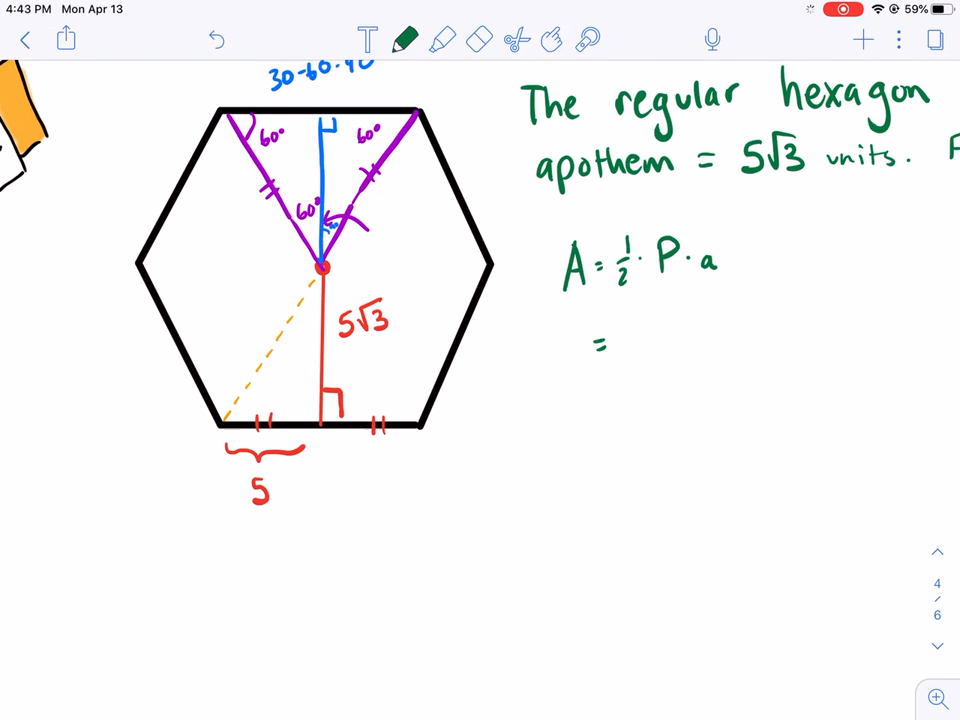 4:43 PM Mon Apr 13
59%
T
30-60-90
60° 60°
60°
5√3
5
The regular hexagon
apothem = 5√3 units.
A = 1/2 · P · a
=
4
/
6